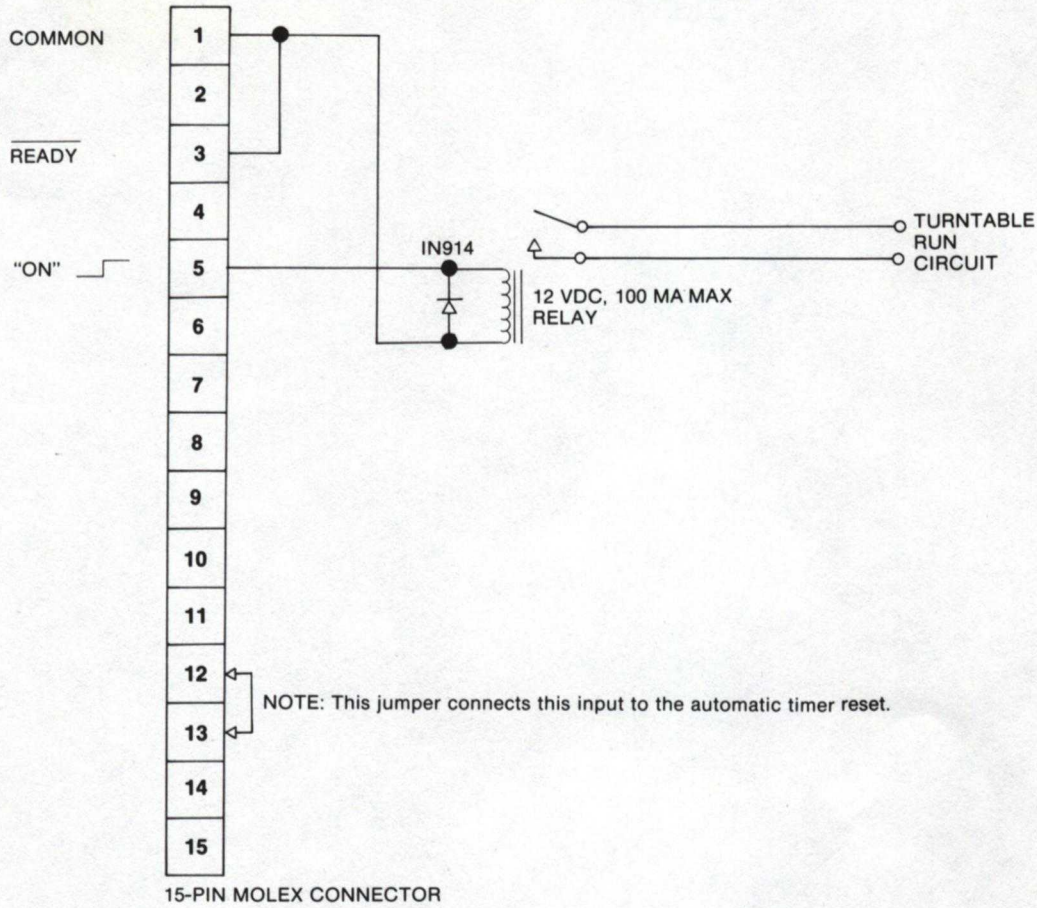 COMMON
1
2
READY
3
4
TURNTABLE
RUN
CIRCUIT
"ON"
5
IN914
6
12 VDC, 100 MA MAX
RELAY
7
8
9
10
11
12
NOTE: This jumper connects this input to the automatic timer reset.
13
14
15
15-PIN MOLEX CONNECTOR